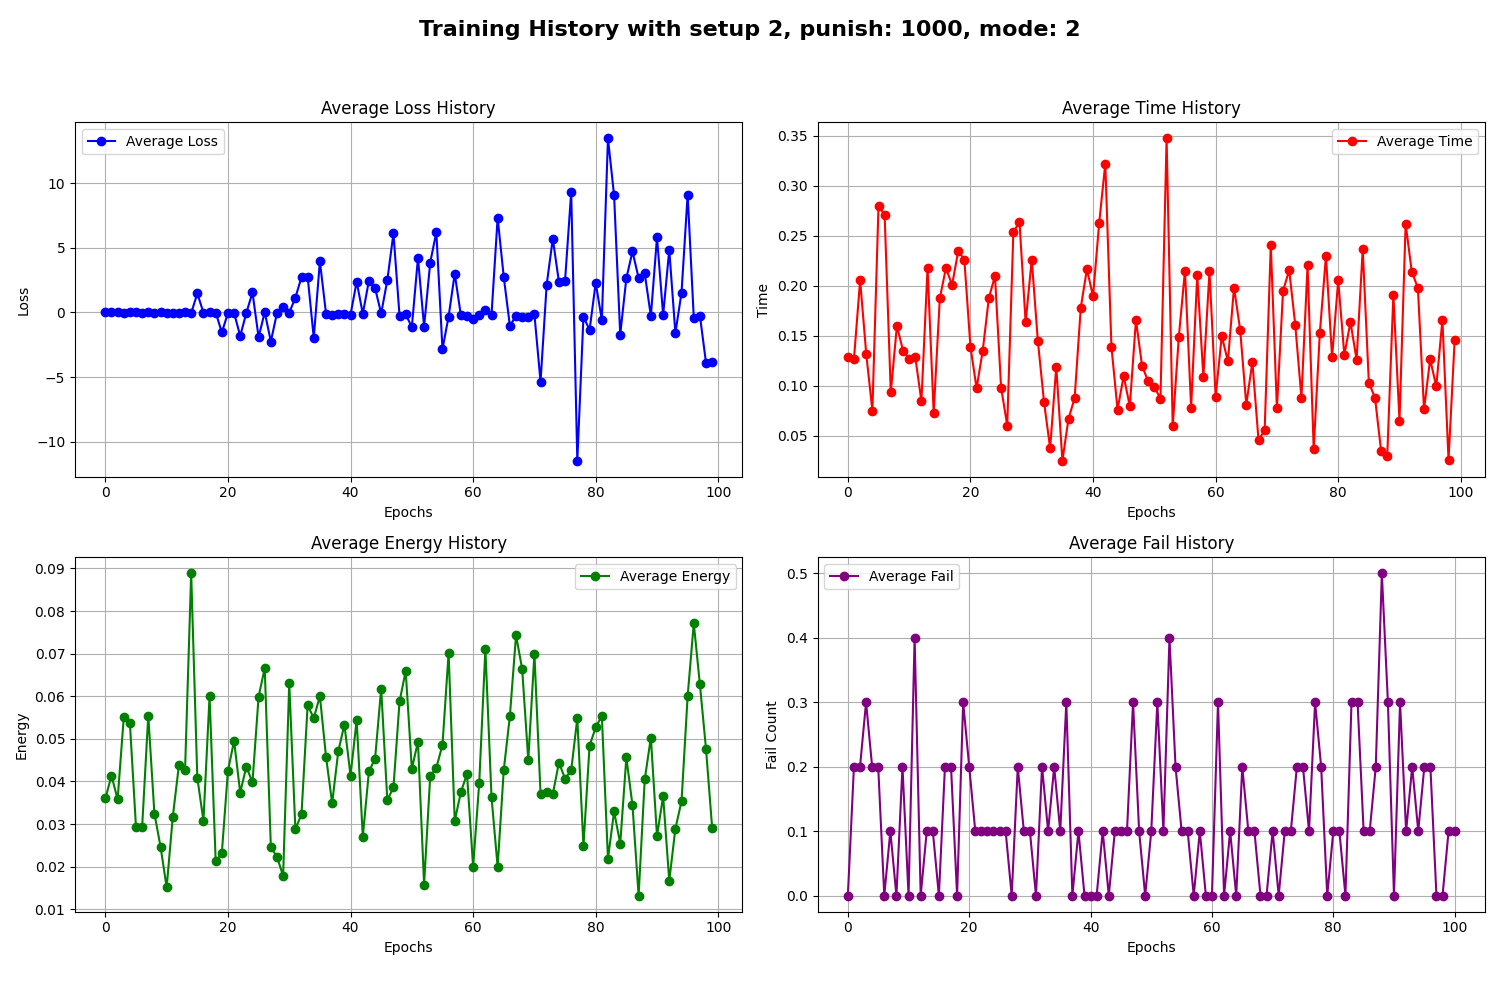 Training History with setup 2, punish: 1000, mode: 2
Average Loss History
Average Loss
Loss
10
5
0
−5
−10
0 20 40 60 80 100
Epochs
Average Time History
Average Time
Time
0.35
0.30
0.25
0.20
0.15
0.10
0.05
0 20 40 60 80 100
Epochs
Average Energy History
Average Energy
Energy
0.09
0.08
0.07
0.06
0.05
0.04
0.03
0.02
0.01
0 20 40 60 80 100
Epochs
Average Fail History
Average Fail
Fail Count
0.5
0.4
0.3
0.2
0.1
0.0
0 20 40 60 80 100
Epochs